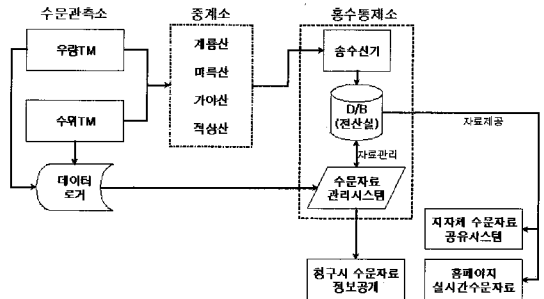 수문관측소
중계소
홍수통제소
우량TM
수위TM
데이터
로거
계룡산
미륵산
가야산
적상산
송수신기
D/B
(전산실)
자료관리
수문자료
관리시스템
자료제공
지자체 수문자료
공유시스템
청구시 수문자료
정보공개
홈페이지
실시간수문자료